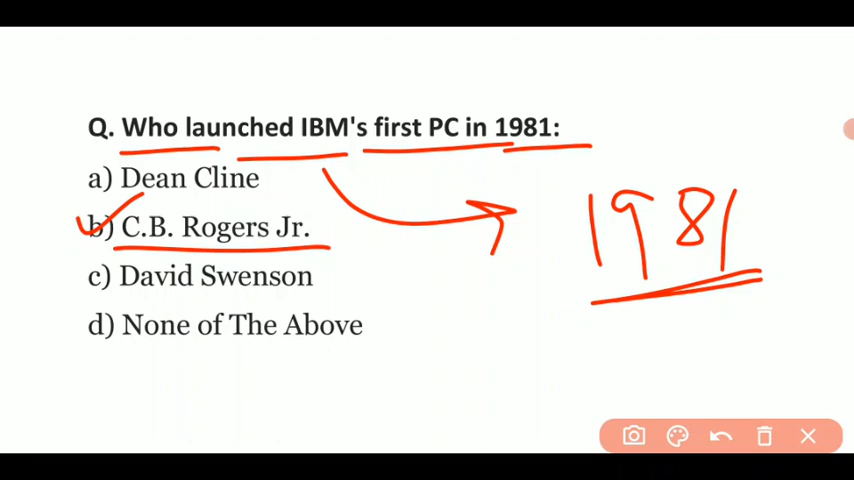 Q. Who launched IBM's first PC in 1981:
a) Dean Cline
b) C.B. Rogers Jr.
1981
c) David Swenson
d) None of The Above